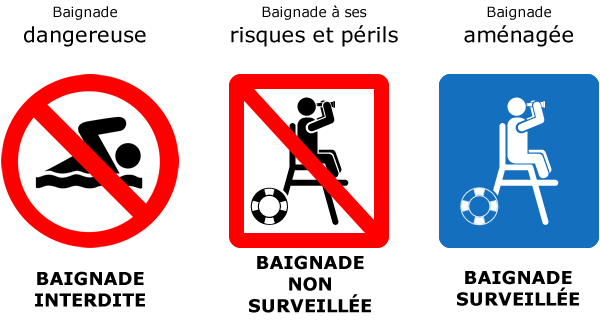 Baignade
dangereuse
Baignade à ses
risques et périls
Baignade
aménagée
BAIGNADE
INTERDITE
BAIGNADE
NON
SURVEILLÉE
BAIGNADE
SURVEILLÉE